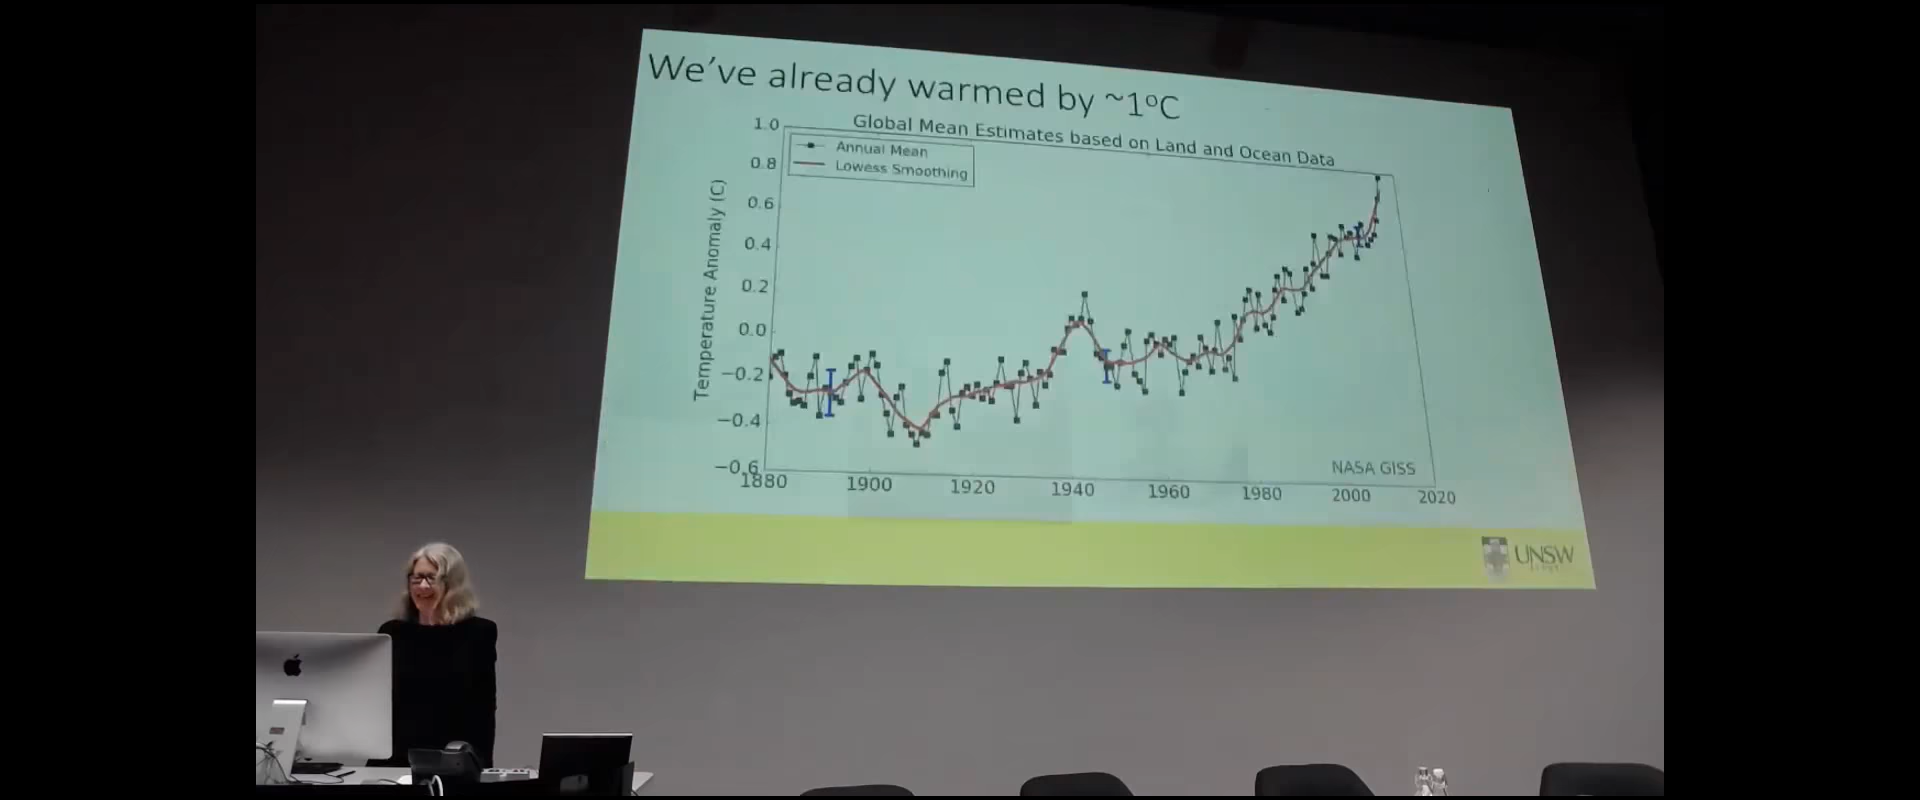 We've already warmed by ~1°C
Global Mean Estimates based on Land and Ocean Data
Annual Mean
Lowess Smoothing
Temperature Anomaly (C)
1.0
0.8
0.6
0.4
0.2
0.0
−0.2
−0.4
−0.6
1880 1900 1920 1940 1960 1980 2000 2020
NASA GISS
UNSW